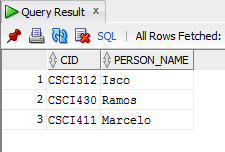 Query Result
SQL | All Rows Fetched:
CID PERSON_NAME
1 CSCI312 Isco
2 CSCI430 Ramos
3 CSCI411 Marcelo